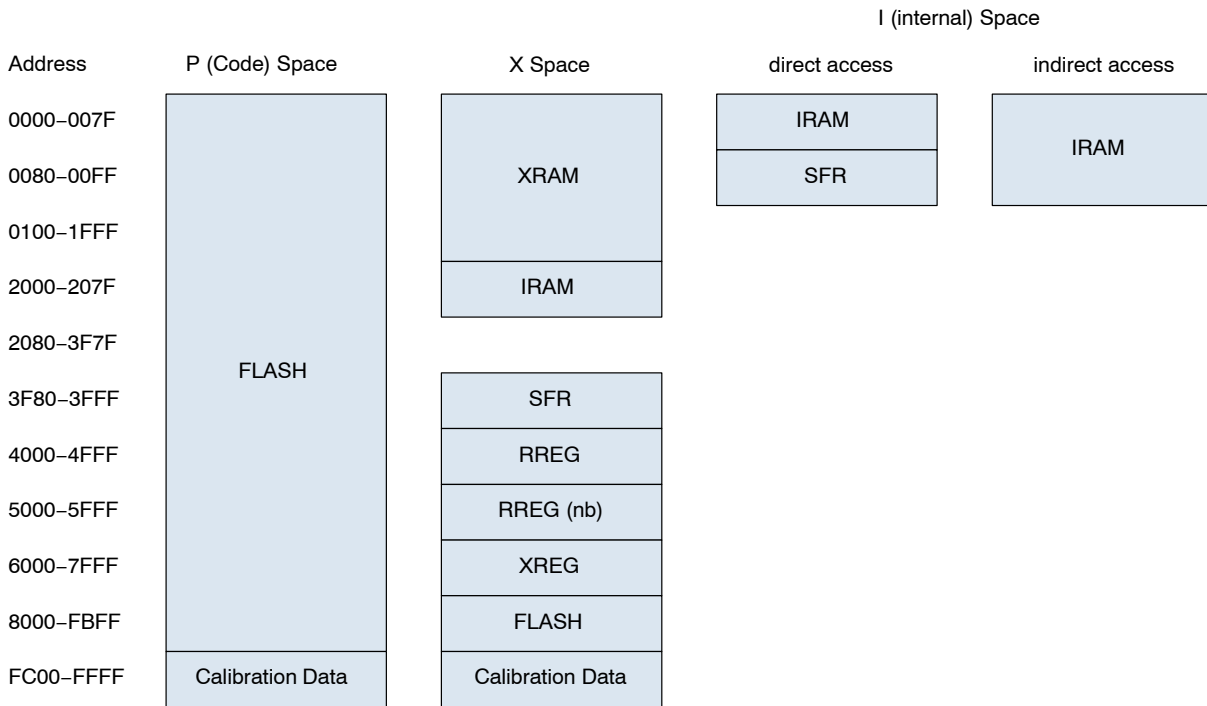 I (internal) Space
Address P (Code) Space X Space direct access indirect access
0000−007F IRAM
IRAM
0080−00FF XRAM SFR
0100−1FFF
2000−207F IRAM
2080−3F7F
FLASH
3F80−3FFF SFR
4000−4FFF RREG
5000−5FFF RREG (nb)
6000−7FFF XREG
8000−FBFF FLASH
FC00−FFFF Calibration Data Calibration Data